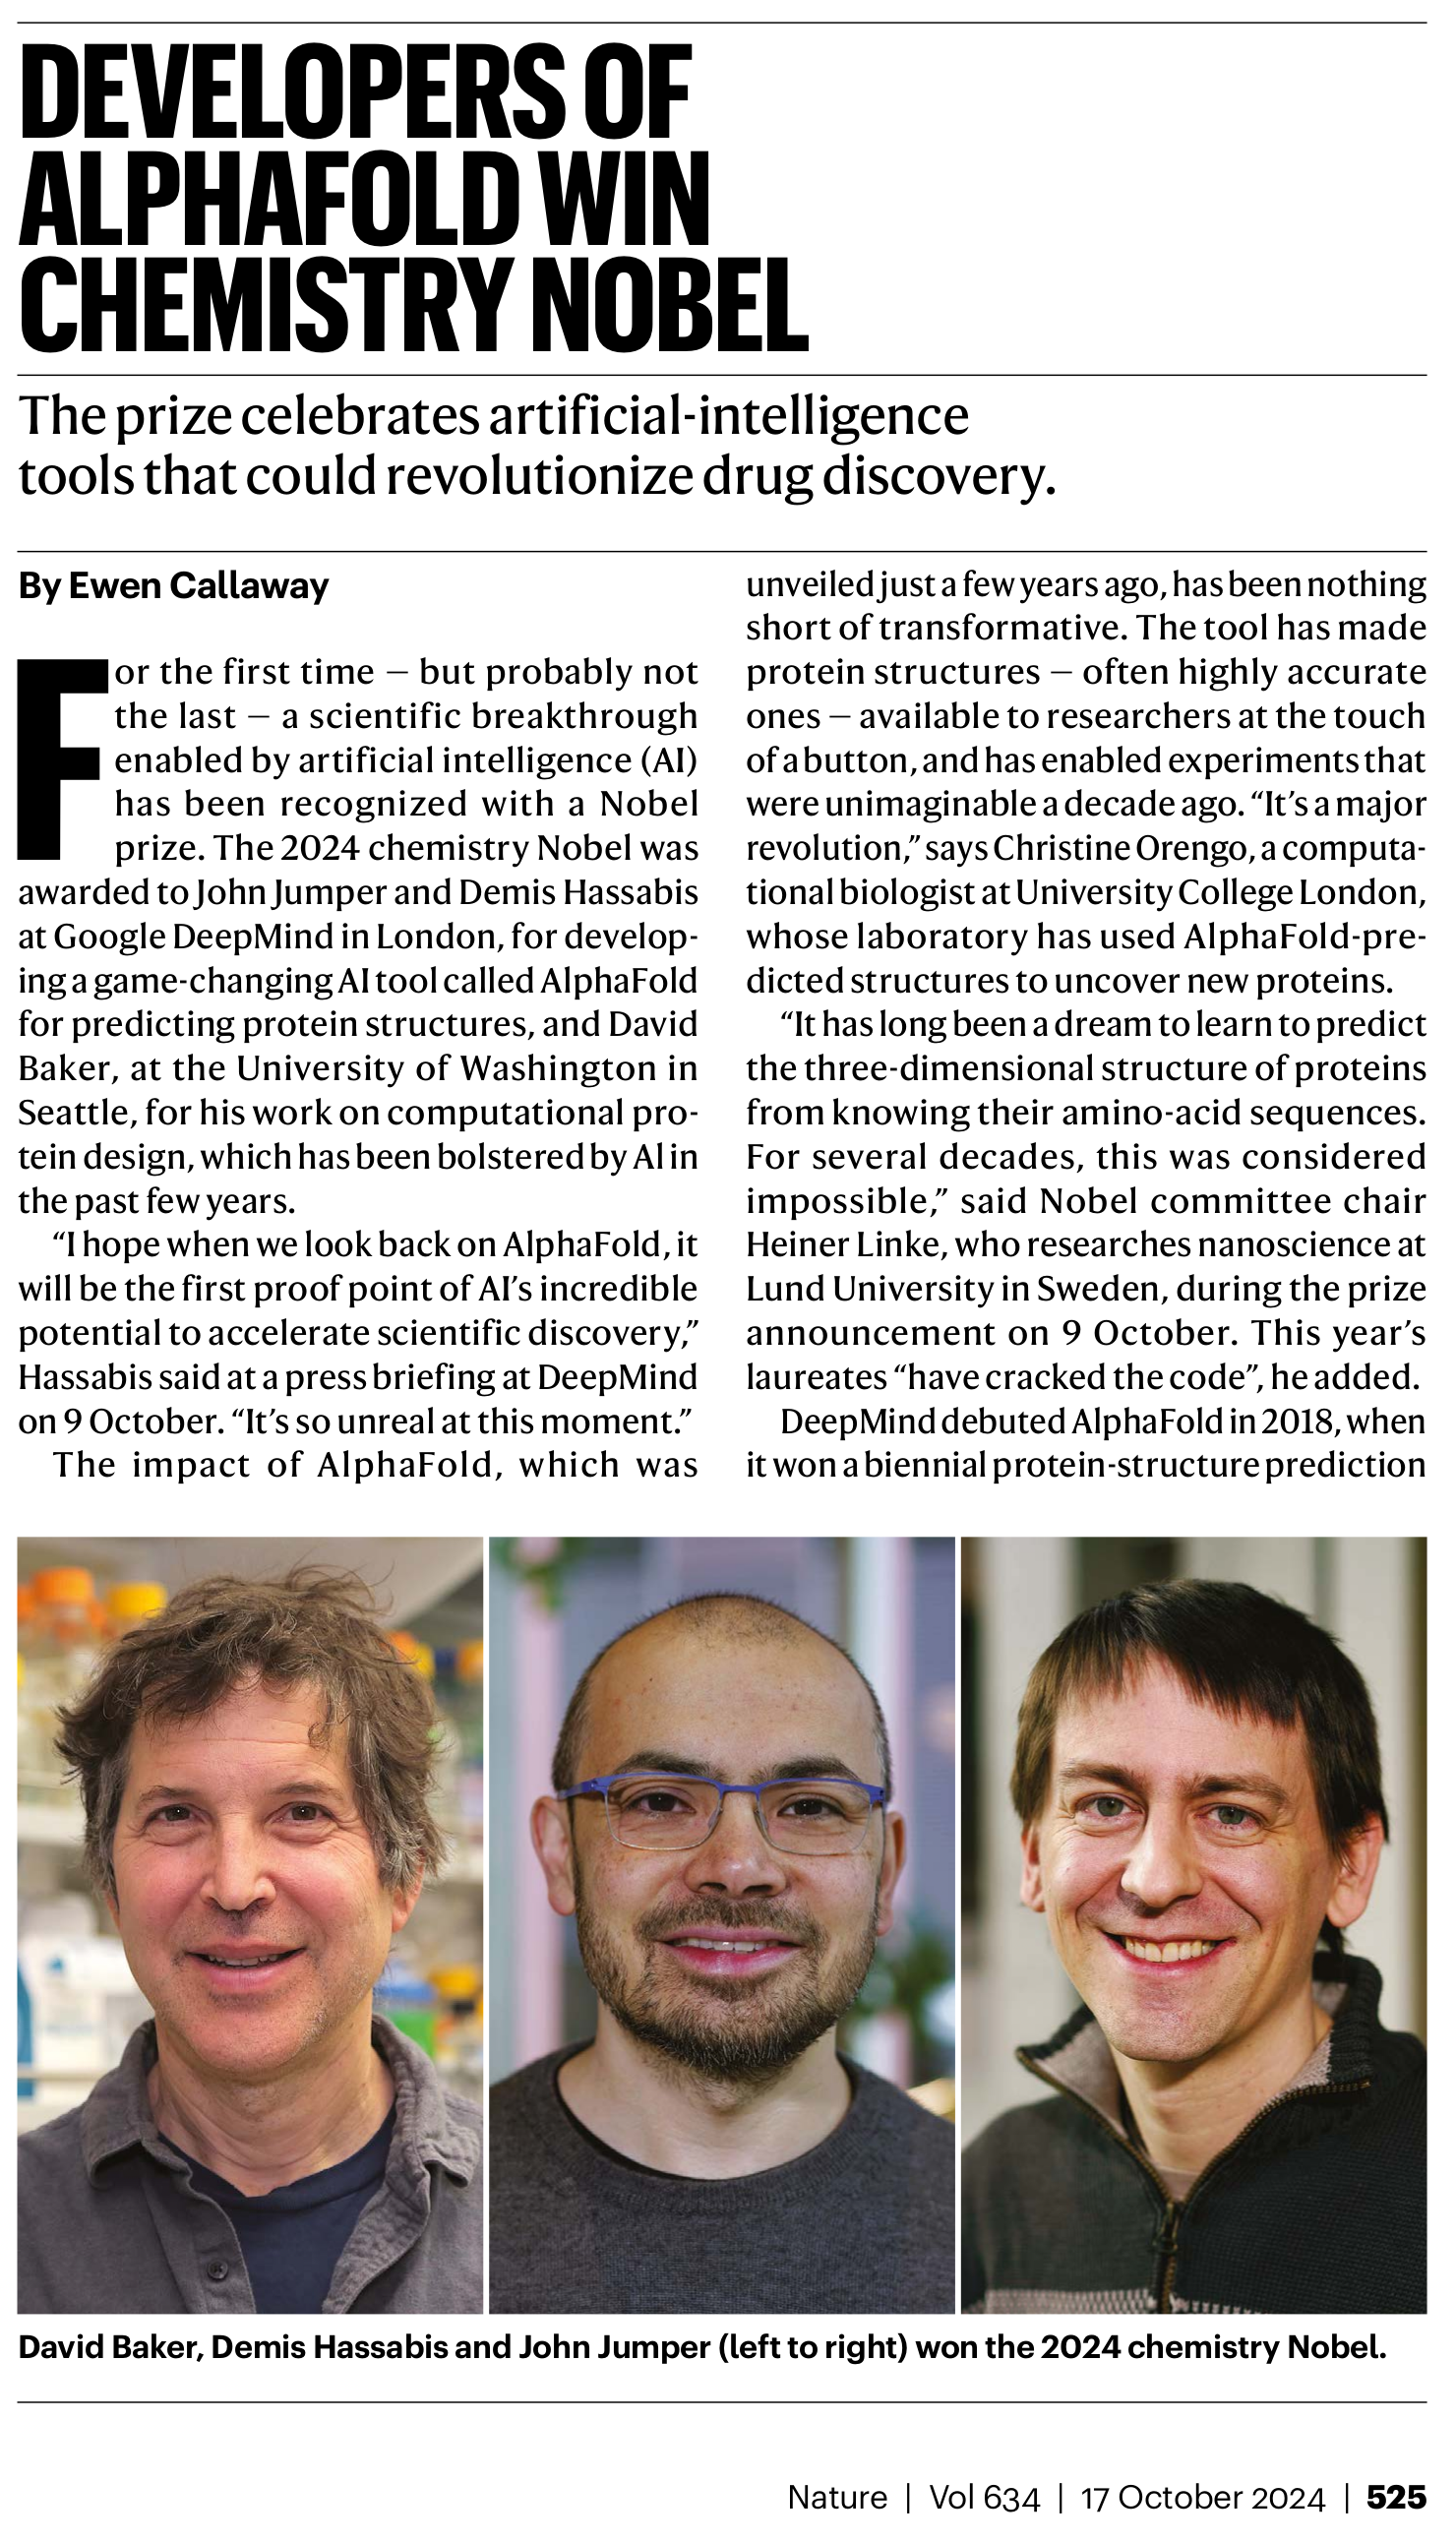 DEVELOPERS OF
ALPHAFOLD WIN
CHEMISTRY NOBEL
The prize celebrates artificial-intelligence
tools that could revolutionize drug discovery.
By Ewen Callaway
For the first time — but probably not
the last — a scientific breakthrough
enabled by artificial intelligence (AI)
has been recognized with a Nobel
prize. The 2024 chemistry Nobel was
awarded to John Jumper and Demis Hassabis
at Google DeepMind in London, for develop-
ing a game-changing AI tool called AlphaFold
for predicting protein structures, and David
Baker, at the University of Washington in
Seattle, for his work on computational pro-
tein design, which has been bolstered by AI in
the past few years.
“I hope when we look back on AlphaFold, it
will be the first proof point of AI’s incredible
potential to accelerate scientific discovery,”
Hassabis said at a press briefing at DeepMind
on 9 October. “It’s so unreal at this moment.”
The impact of AlphaFold, which was
unveiled just a few years ago, has been nothing
short of transformative. The tool has made
protein structures — often highly accurate
ones — available to researchers at the touch
of a button, and has enabled experiments that
were unimaginable a decade ago. “It’s a major
revolution,” says Christine Orengo, a computa-
tional biologist at University College London,
whose laboratory has used AlphaFold-pre-
dicted structures to uncover new proteins.
“It has long been a dream to learn to predict
the three-dimensional structure of proteins
from knowing their amino-acid sequences.
For several decades, this was considered
impossible,” said Nobel committee chair
Heiner Linke, who researches nanoscience at
Lund University in Sweden, during the prize
announcement on 9 October. This year’s
laureates “have cracked the code”, he added.
DeepMind debuted AlphaFold in 2018, when
it won a biennial protein-structure prediction
David Baker, Demis Hassabis and John Jumper (left to right) won the 2024 chemistry Nobel.
Nature | Vol 634 | 17 October 2024 | 525